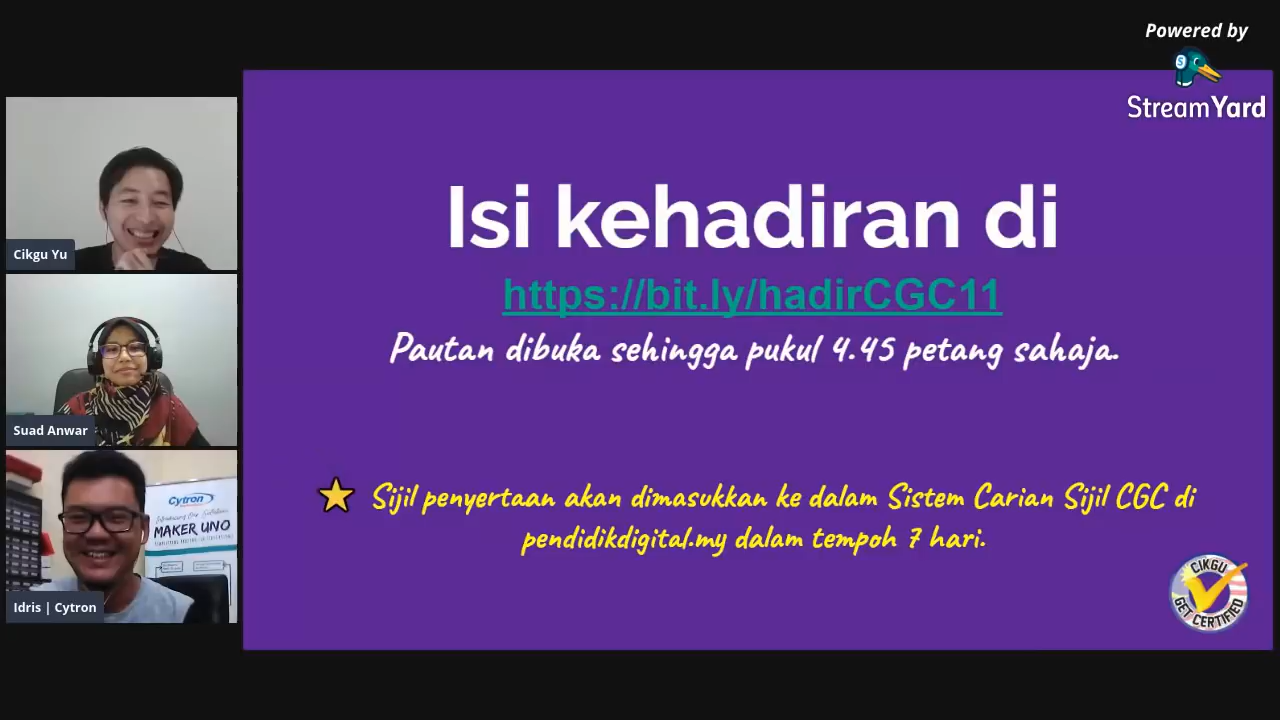 Powered by
StreamYard
Isi kehadiran di
https://bit.ly/hadirCGC11
Pautan dibuka sehingga pukul 4.45 petang sahaja.
Sijil penyertaan akan dimasukkan ke dalam Sistem Carian Sijil CGC di
pendidikdigital.my dalam tempoh 7 hari.
CIKGU
GET CERTIFIED
Cikgu Yu
Suad Anwar
Cytron
MAKER UNO
Idris | Cytron